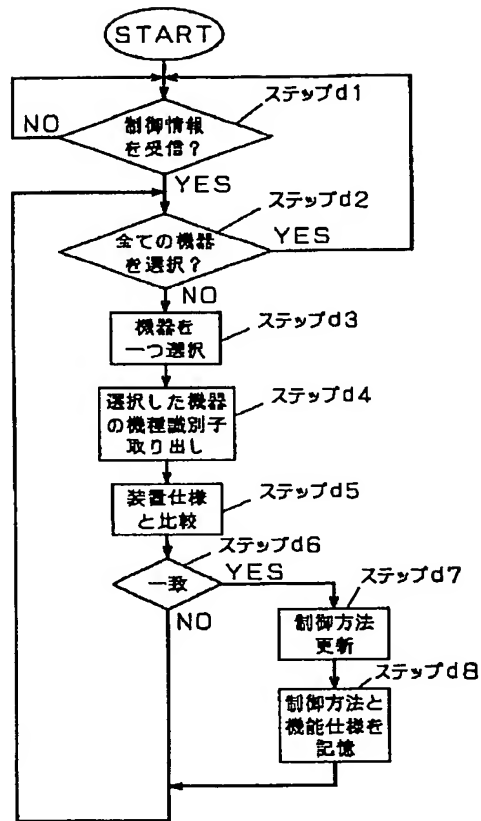 START
ステップd1
NO
制御情報
を受信?
YES
ステップd2
全ての機器
を選択?
YES
NO
ステップd3
機器を
一つ選択
ステップd4
選択した機器
の機種識別子
取り出し
ステップd5
装置仕様
と比較
ステップd6
一致
YES
NO
ステップd7
制御方法
更新
ステップd8
制御方法と
機能仕様を
記憶